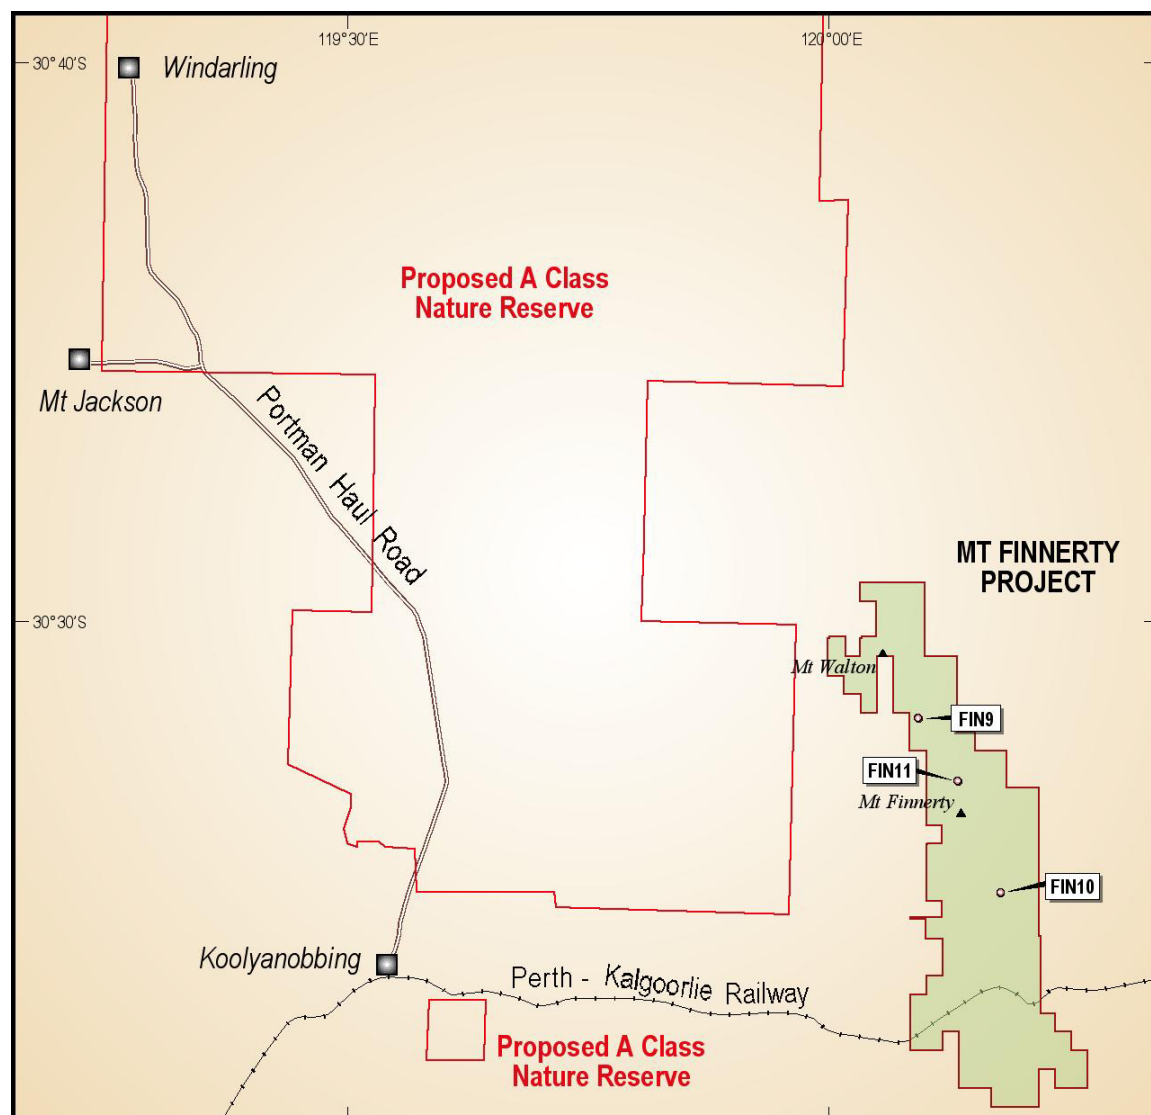 119°30'E
120°00'E
30°40'S
Windarling
Proposed A Class
Nature Reserve
Mt Jackson
Portman Haul Road
MT FINNERTY
PROJECT
30°30'S
Mt Walton
FIN9
FIN11
Mt Finnerty
FIN10
Koolyanobbing
Perth - Kalgoorlie Railway
Proposed A Class
Nature Reserve